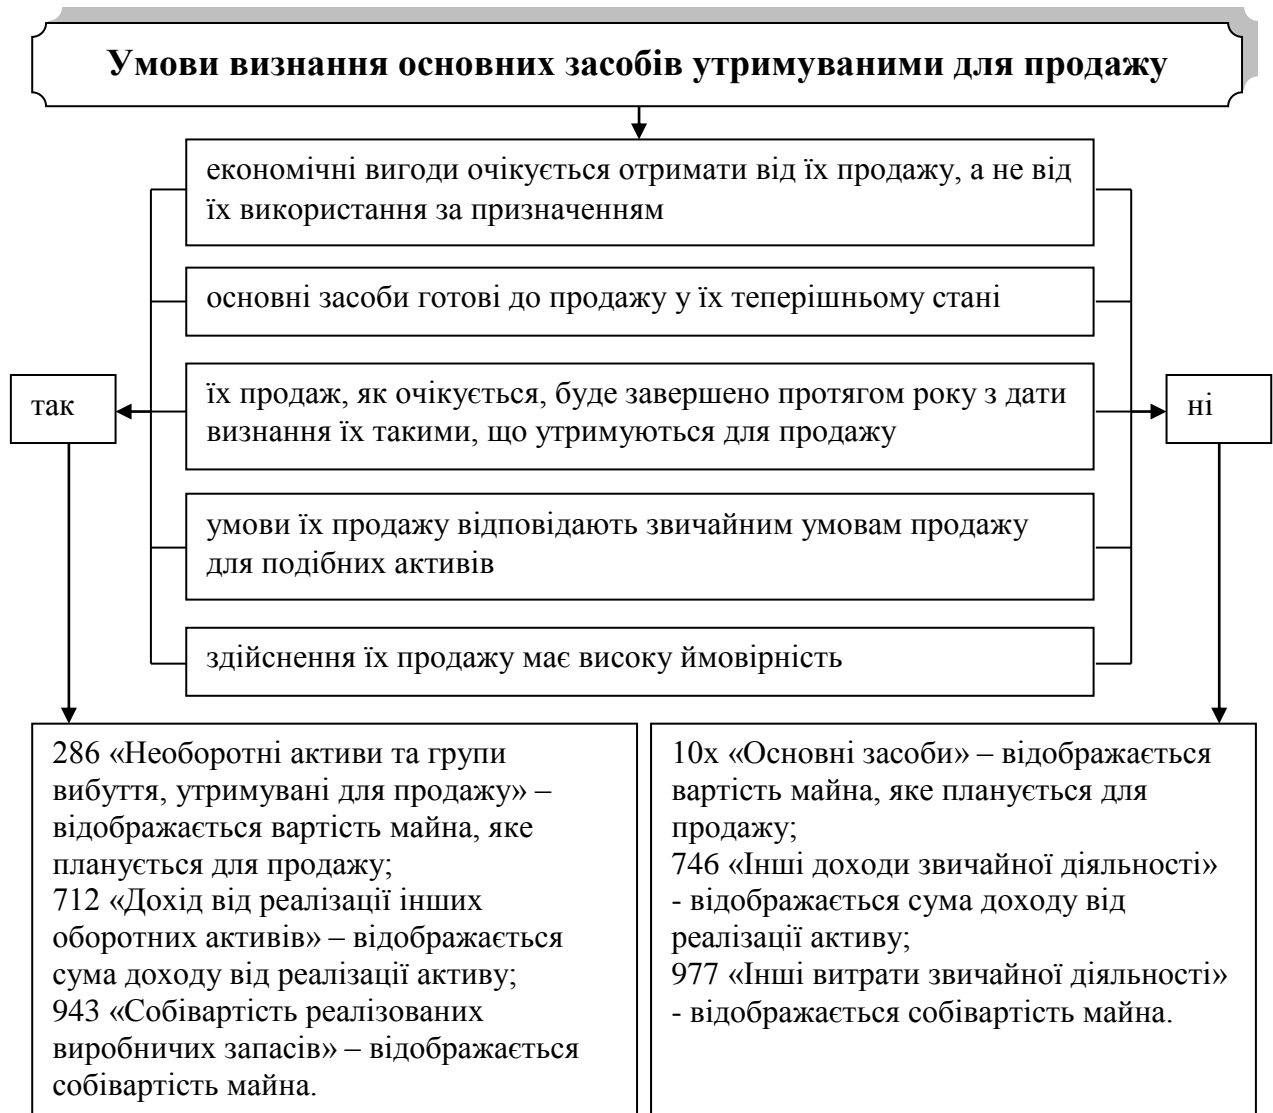 Умови визнання основних засобів утримуваними для продажу
економічні вигоди очікується отримати від їх продажу, а не від
їх використання за призначенням
основні засоби готові до продажу у їх теперішньому стані
їх продаж, як очікується, буде завершено протягом року з дати
визнання їх такими, що утримуються для продажу
так
ні
умови їх продажу відповідають звичайним умовам продажу
для подібних активів
здійснення їх продажу має високу ймовірність
286 «Необоротні активи та групи
вибуття, утримувані для продажу» –
відображається вартість майна, яке
планується для продажу;
712 «Дохід від реалізації інших
оборотних активів» – відображається
сума доходу від реалізації активу;
943 «Собівартість реалізованих
виробничих запасів» – відображається
собівартість майна.
10х «Основні засоби» – відображається
вартість майна, яке планується для
продажу;
746 «Інші доходи звичайної діяльності»
- відображається сума доходу від
реалізації активу;
977 «Інші витрати звичайної діяльності»
- відображається собівартість майна.